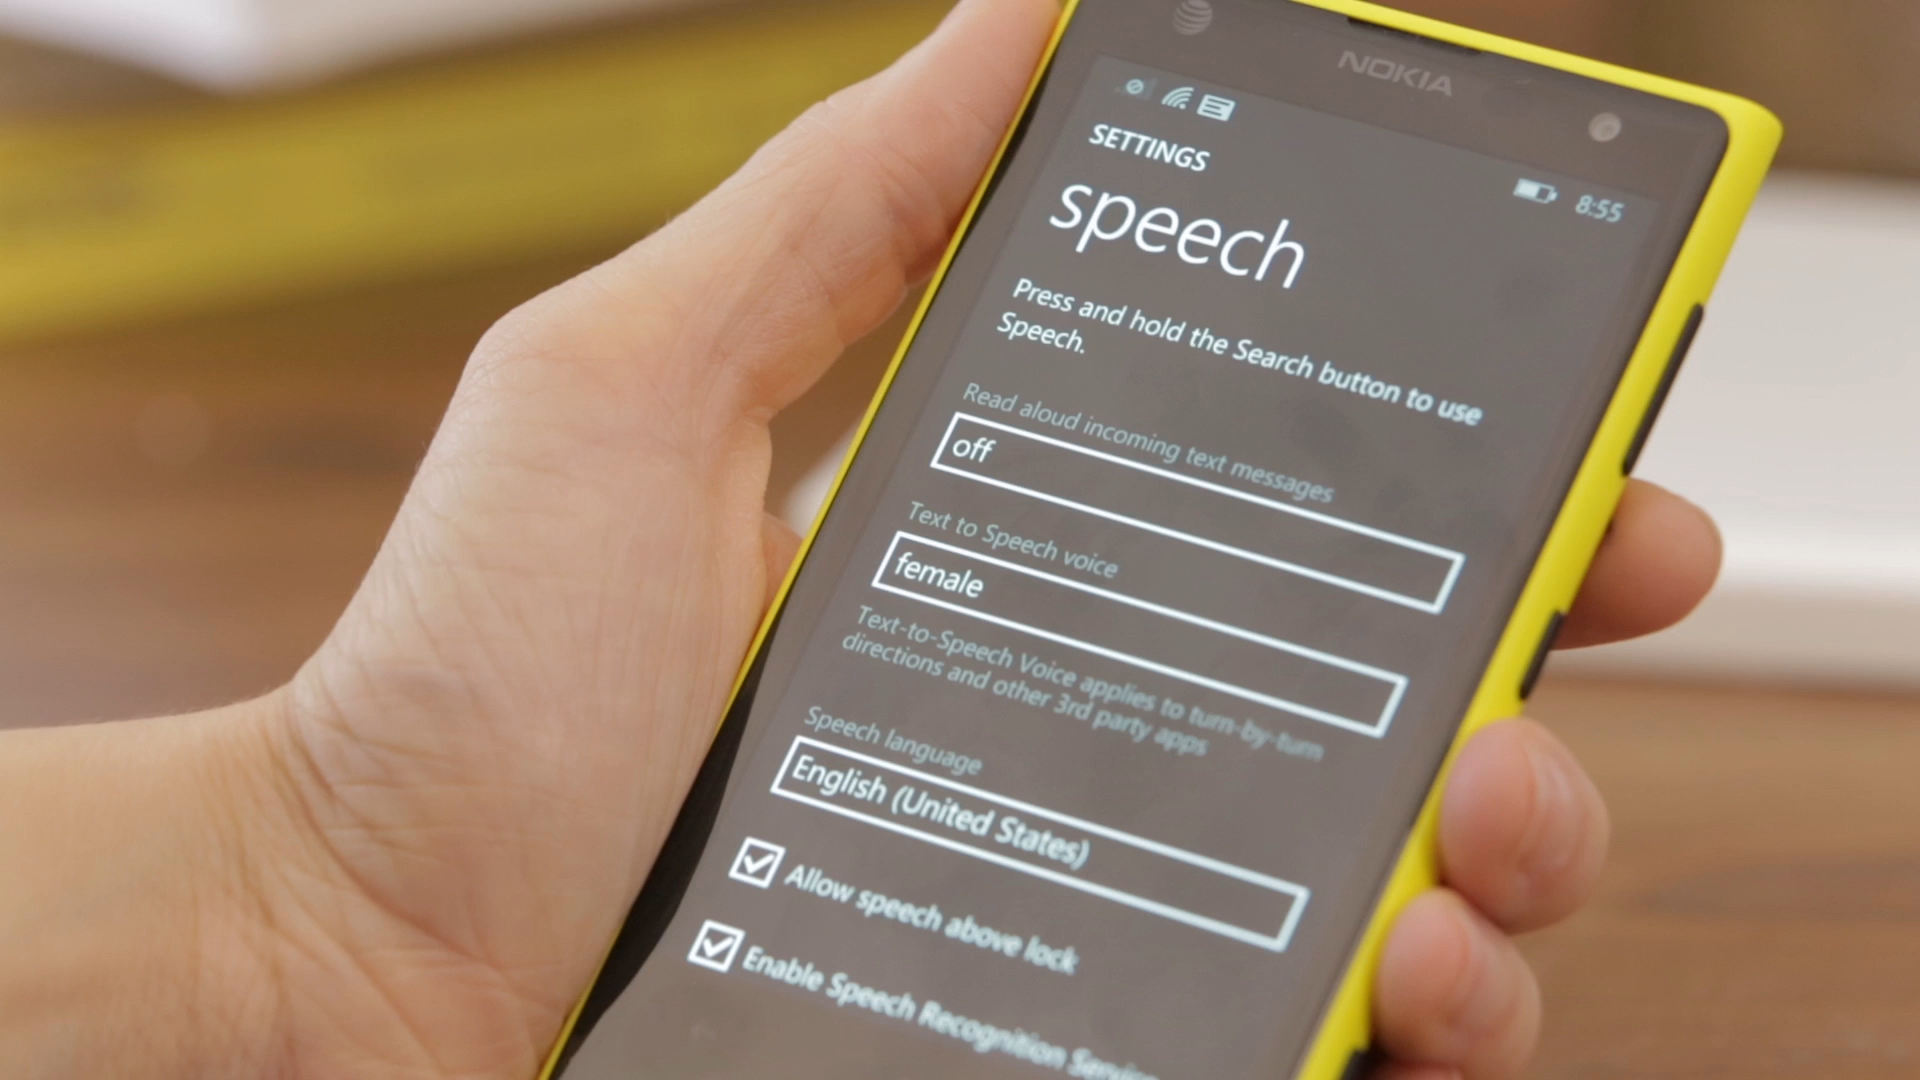 NOKIA
8:55
SETTINGS
speech
Press and hold the Search button to use
Speech.
Read aloud incoming text messages
off
Text to Speech voice
female
Text-to-Speech Voice applies to turn-by-turn
directions and other 3rd party apps
Speech language
English (United States)
Allow speech above lock
Enable Speech Recognition